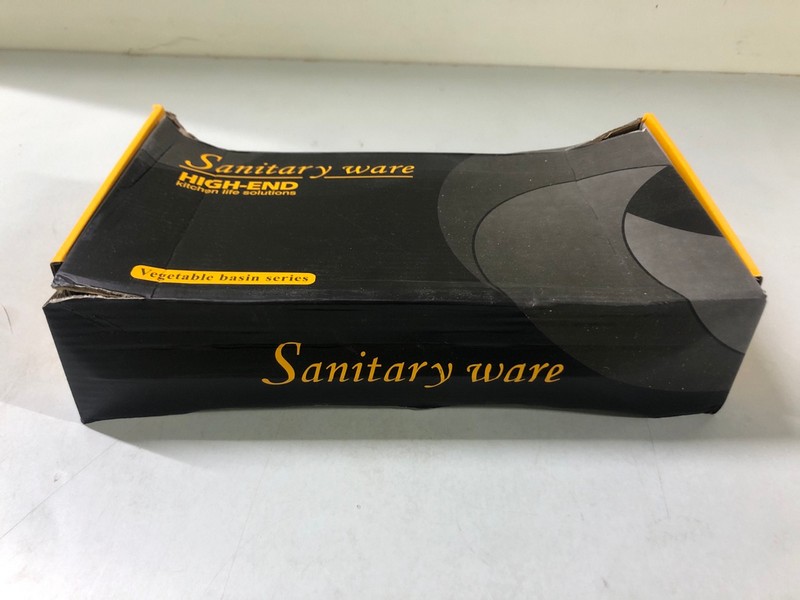 Sanitary ware
HIGH-END
kitchen life solutions
Vegetable basin series
Sanitary ware